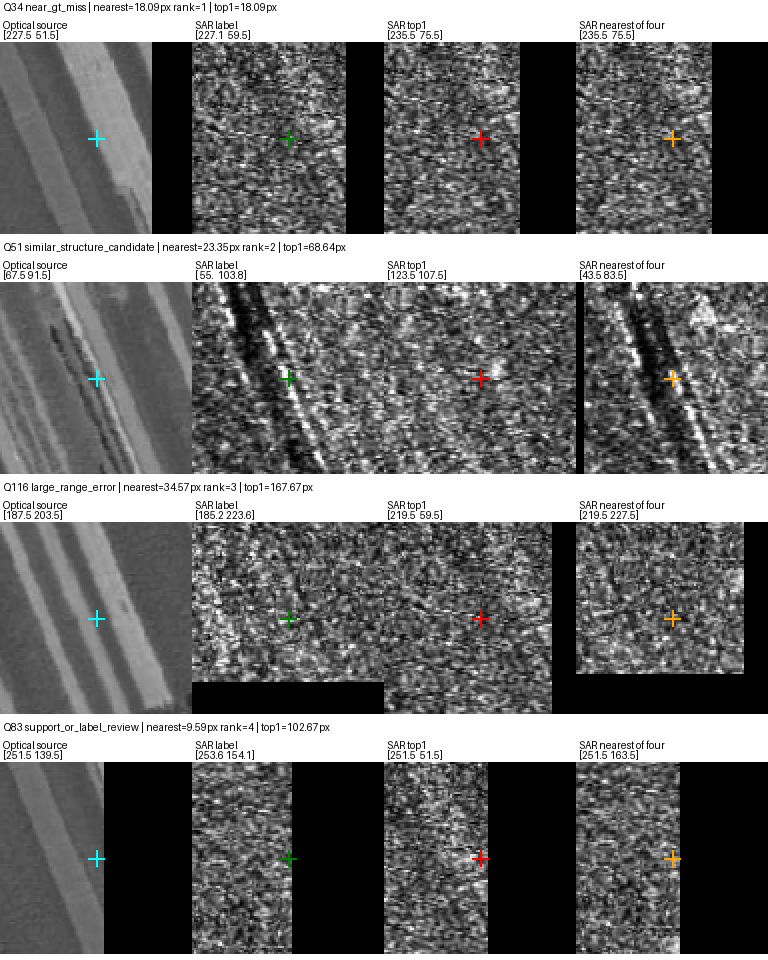 Q34 near_gt_miss | nearest=18.09px rank=1 | top1=18.09px
Optical source SAR label SAR top1 SAR nearest of four
[227.5 51.5] [227.1 59.5] [235.5 75.5] [235.5 75.5]
Q51 similar_structure_candidate | nearest=23.35px rank=2 | top1=68.64px
Optical source SAR label SAR top1 SAR nearest of four
[67.5 91.5] [55. 103.8] [123.5 107.5] [43.5 83.5]
Q116 large_range_error | nearest=34.57px rank=3 | top1=167.67px
Optical source SAR label SAR top1 SAR nearest of four
[187.5 203.5] [185.2 223.6] [219.5 59.5] [219.5 227.5]
Q83 support_or_label_review | nearest=9.59px rank=4 | top1=102.67px
Optical source SAR label SAR top1 SAR nearest of four
[251.5 139.5] [253.6 154.1] [251.5 51.5] [251.5 163.5]